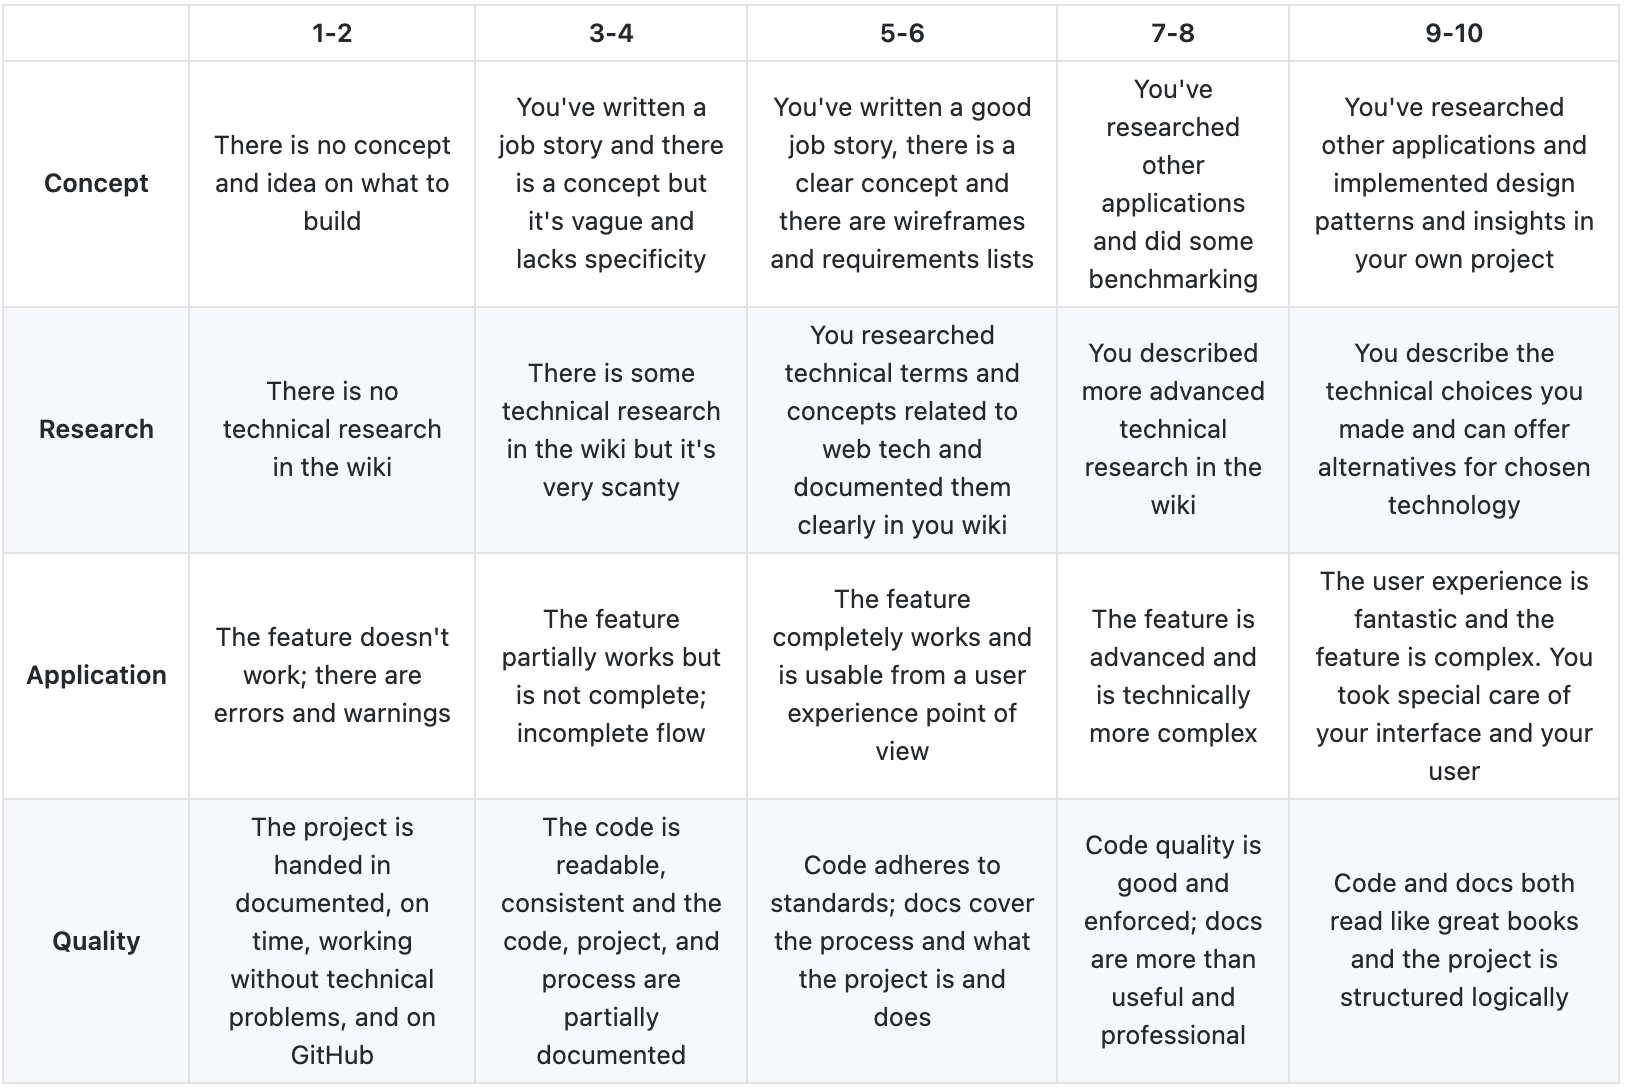 1-2 3-4 5-6 7-8 9-10
Concept
There is no concept
and idea on what to
build
You've written a
job story and there
is a concept but
it's vague and
lacks specificity
You've written a good
job story, there is a
clear concept and
there are wireframes
and requirements lists
You've
researched
other
applications
and did some
benchmarking
You've researched
other applications and
implemented design
patterns and insights in
your own project
Research
There is no
technical research
in the wiki
There is some
technical research
in the wiki but it's
very scanty
You researched
technical terms and
concepts related to
web tech and
documented them
clearly in you wiki
You described
more advanced
technical
research in the
wiki
You describe the
technical choices you
made and can offer
alternatives for chosen
technology
Application
The feature doesn't
work; there are
errors and warnings
The feature
partially works but
is not complete;
incomplete flow
The feature
completely works and
is usable from a user
experience point of
view
The feature is
advanced and
is technically
more complex
The user experience is
fantastic and the
feature is complex. You
took special care of
your interface and your
user
Quality
The project is
handed in
documented, on
time, working
without technical
problems, and on
GitHub
The code is
readable,
consistent and the
code, project, and
process are
partially
documented
Code adheres to
standards; docs cover
the process and what
the project is and
does
Code quality is
good and
enforced; docs
are more than
useful and
professional
Code and docs both
read like great books
and the project is
structured logically